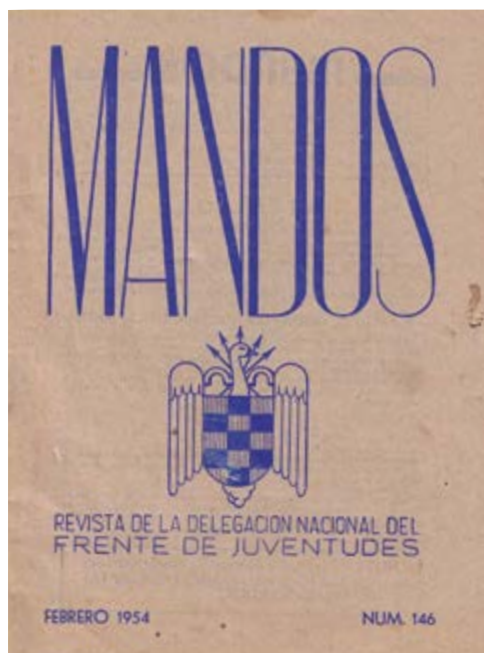 MANDOS
REVISTA DE LA DELEGACION NACIONAL DEL
FRENTE DE JUVENTUDES
FEBRERO 1954 NUM. 146